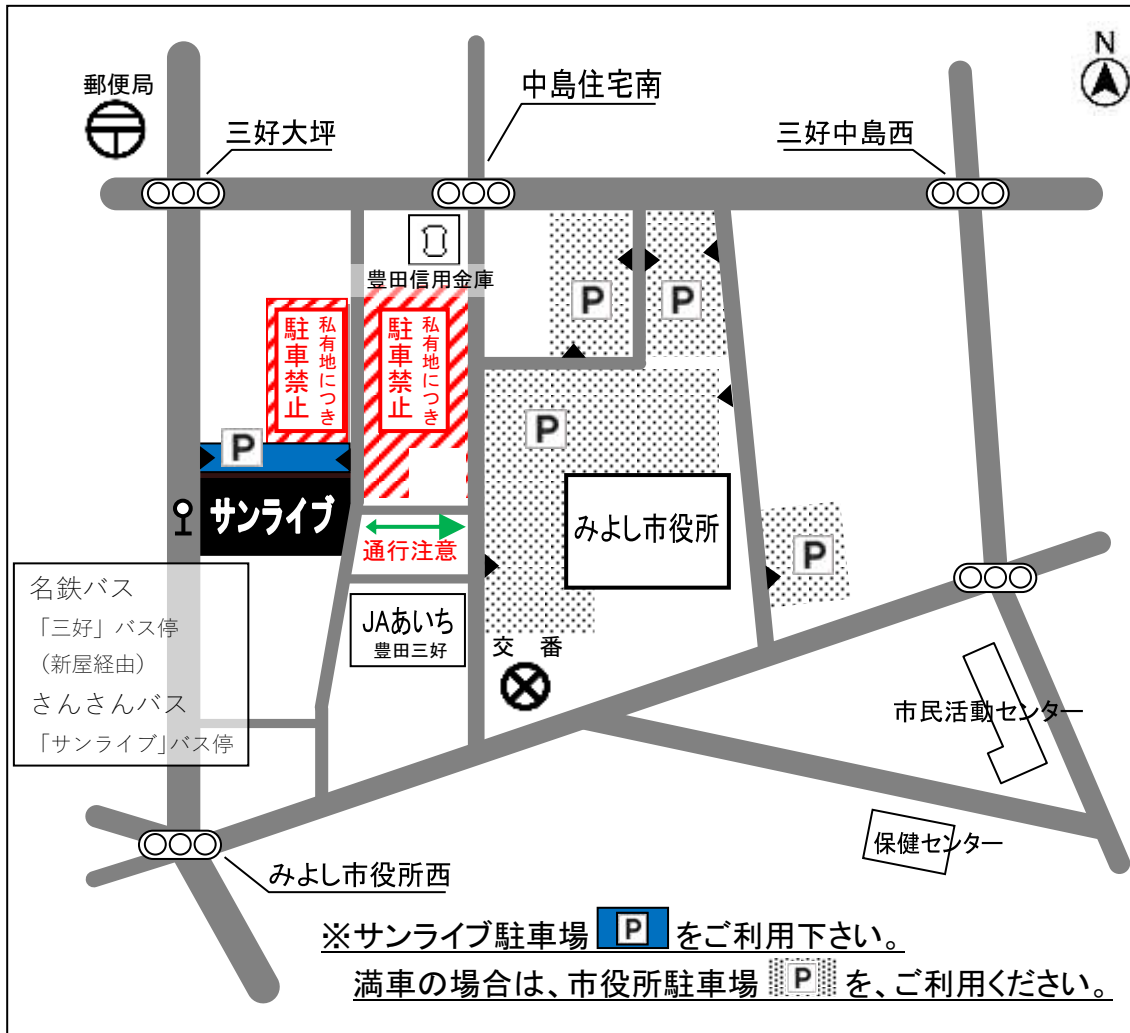 N
郵便局
中島住宅南
三好大坪
三好中島西
豊田信用金庫
私有地につき
駐車禁止
私有地につき
駐車禁止
P
P
P
P
サンライブ
みよし市役所
P
通行注意
名鉄バス
「三好」バス停
（新屋経由）
さんさんバス
「サンライブ」バス停
JAあいち
豊田三好
交　番
市民活動センター
保健センター
みよし市役所西
※サンライブ駐車場 P をご利用下さい。
満車の場合は、市役所駐車場 P を、ご利用ください。